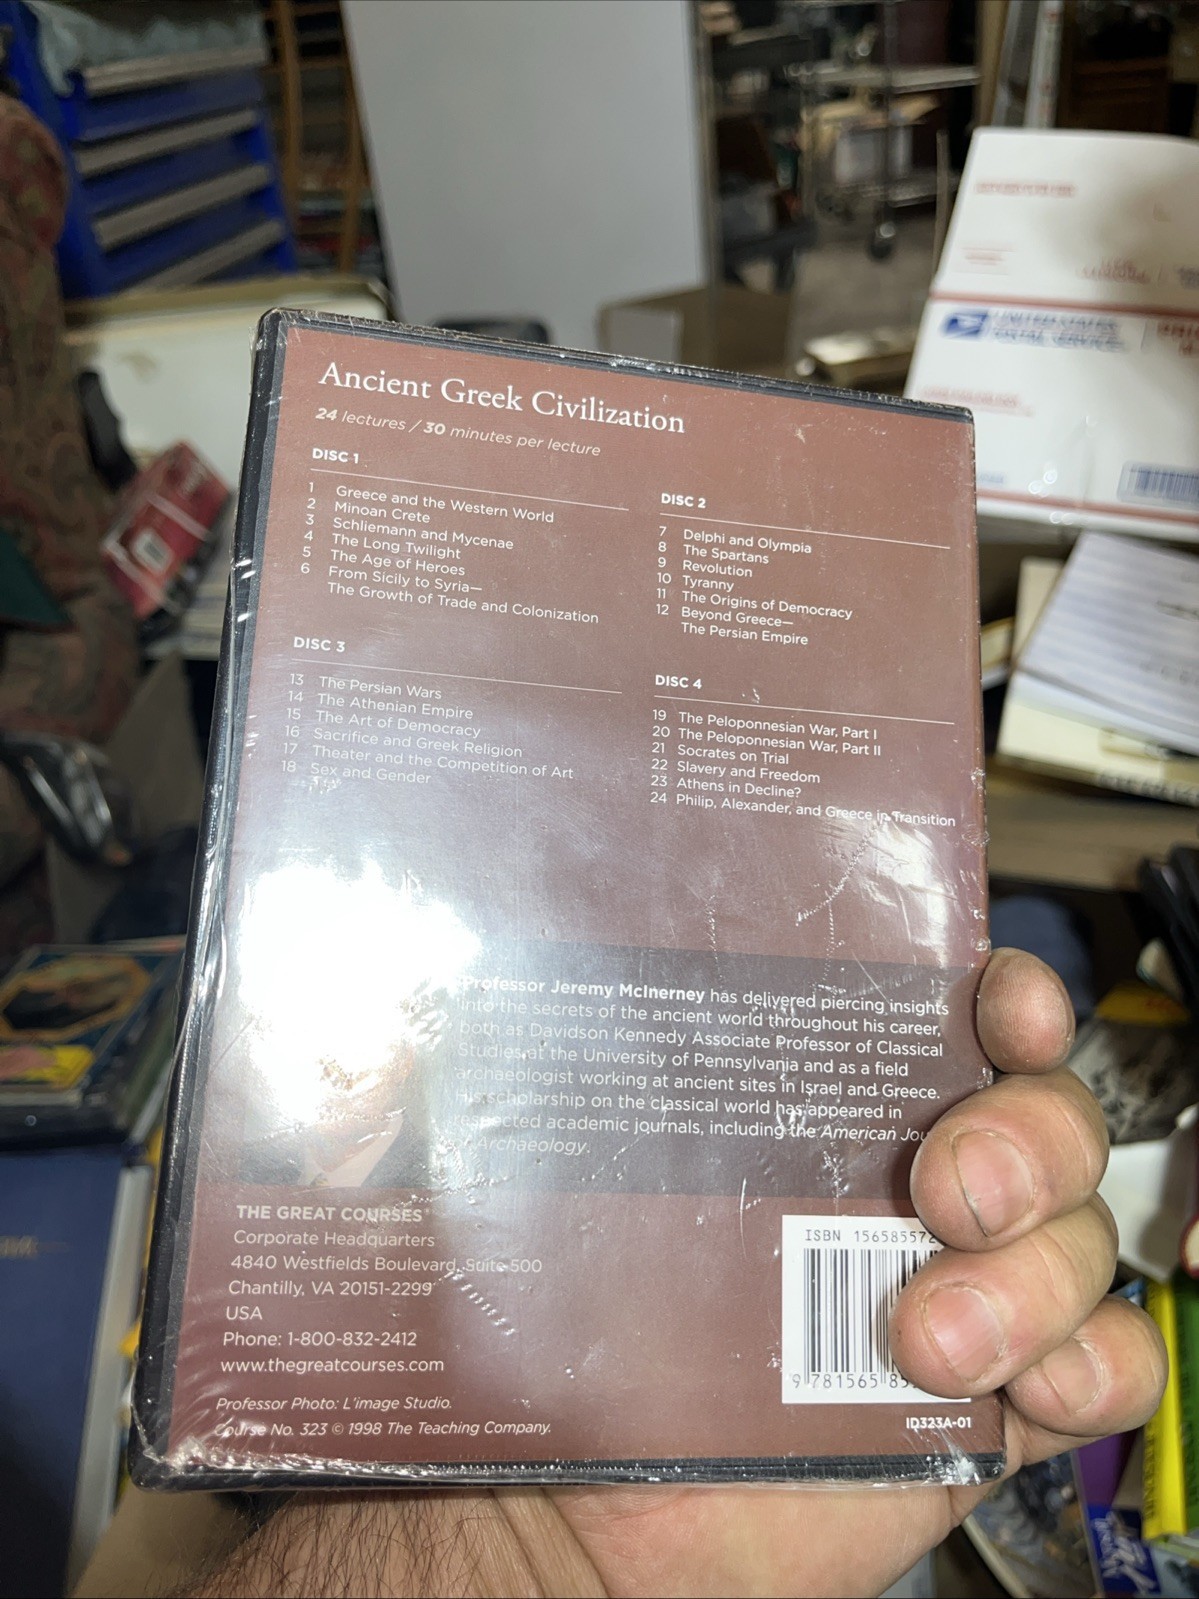 Ancient Greek Civilization
24 lectures / 30 minutes per lecture
DISC 1
1 Greece and the Western World
2 Minoan Crete
3 Schliemann and Mycenae
4 The Long Twilight
5 The Age of Heroes
6 From Sicily to Syria—
The Growth of Trade and Colonization
DISC 2
7 Delphi and Olympia
8 The Spartans
9 Revolution
10 Tyranny
11 The Origins of Democracy
12 Beyond Greece—
The Persian Empire
DISC 3
13 The Persian Wars
14 The Athenian Empire
15 The Art of Democracy
16 Sacrifice and Greek Religion
17 Theater and the Competition of Art
18 Sex and Gender
DISC 4
19 The Peloponnesian War, Part I
20 The Peloponnesian War, Part II
21 Socrates on Trial
22 Slavery and Freedom
23 Athens in Decline?
24 Philip, Alexander, and Greece in Transition
Professor Jeremy McInerney has delivered piercing insights
into the secrets of the ancient world throughout his career,
both as Davidson Kennedy Associate Professor of Classical
Studies at the University of Pennsylvania and as a field
archaeologist working at ancient sites in Israel and Greece.
His scholarship on the classical world has appeared in
respected academic journals, including the American Jou
of Archaeology.
THE GREAT COURSES®
Corporate Headquarters
4840 Westfields Boulevard, Suite 500
Chantilly, VA 20151-2299
USA
Phone: 1-800-832-2412
www.thegreatcourses.com
Professor Photo: L'image Studio.
Course No. 323 © 1998 The Teaching Company.
ISBN 156585572
9 781565 85
ID323A-01
UNITED STATES
POSTAL SERVICE